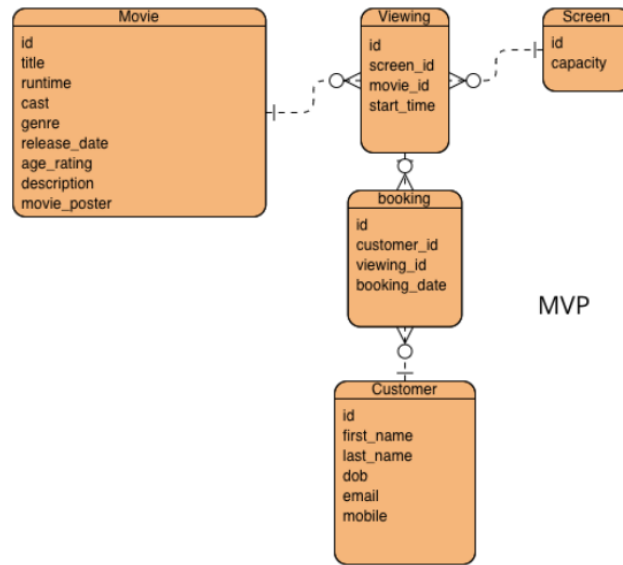 Movie
id
title
runtime
cast
genre
release_date
age_rating
description
movie_poster
Viewing
id
screen_id
movie_id
start_time
Screen
id
capacity
booking
id
customer_id
viewing_id
booking_date
MVP
Customer
id
first_name
last_name
dob
email
mobile